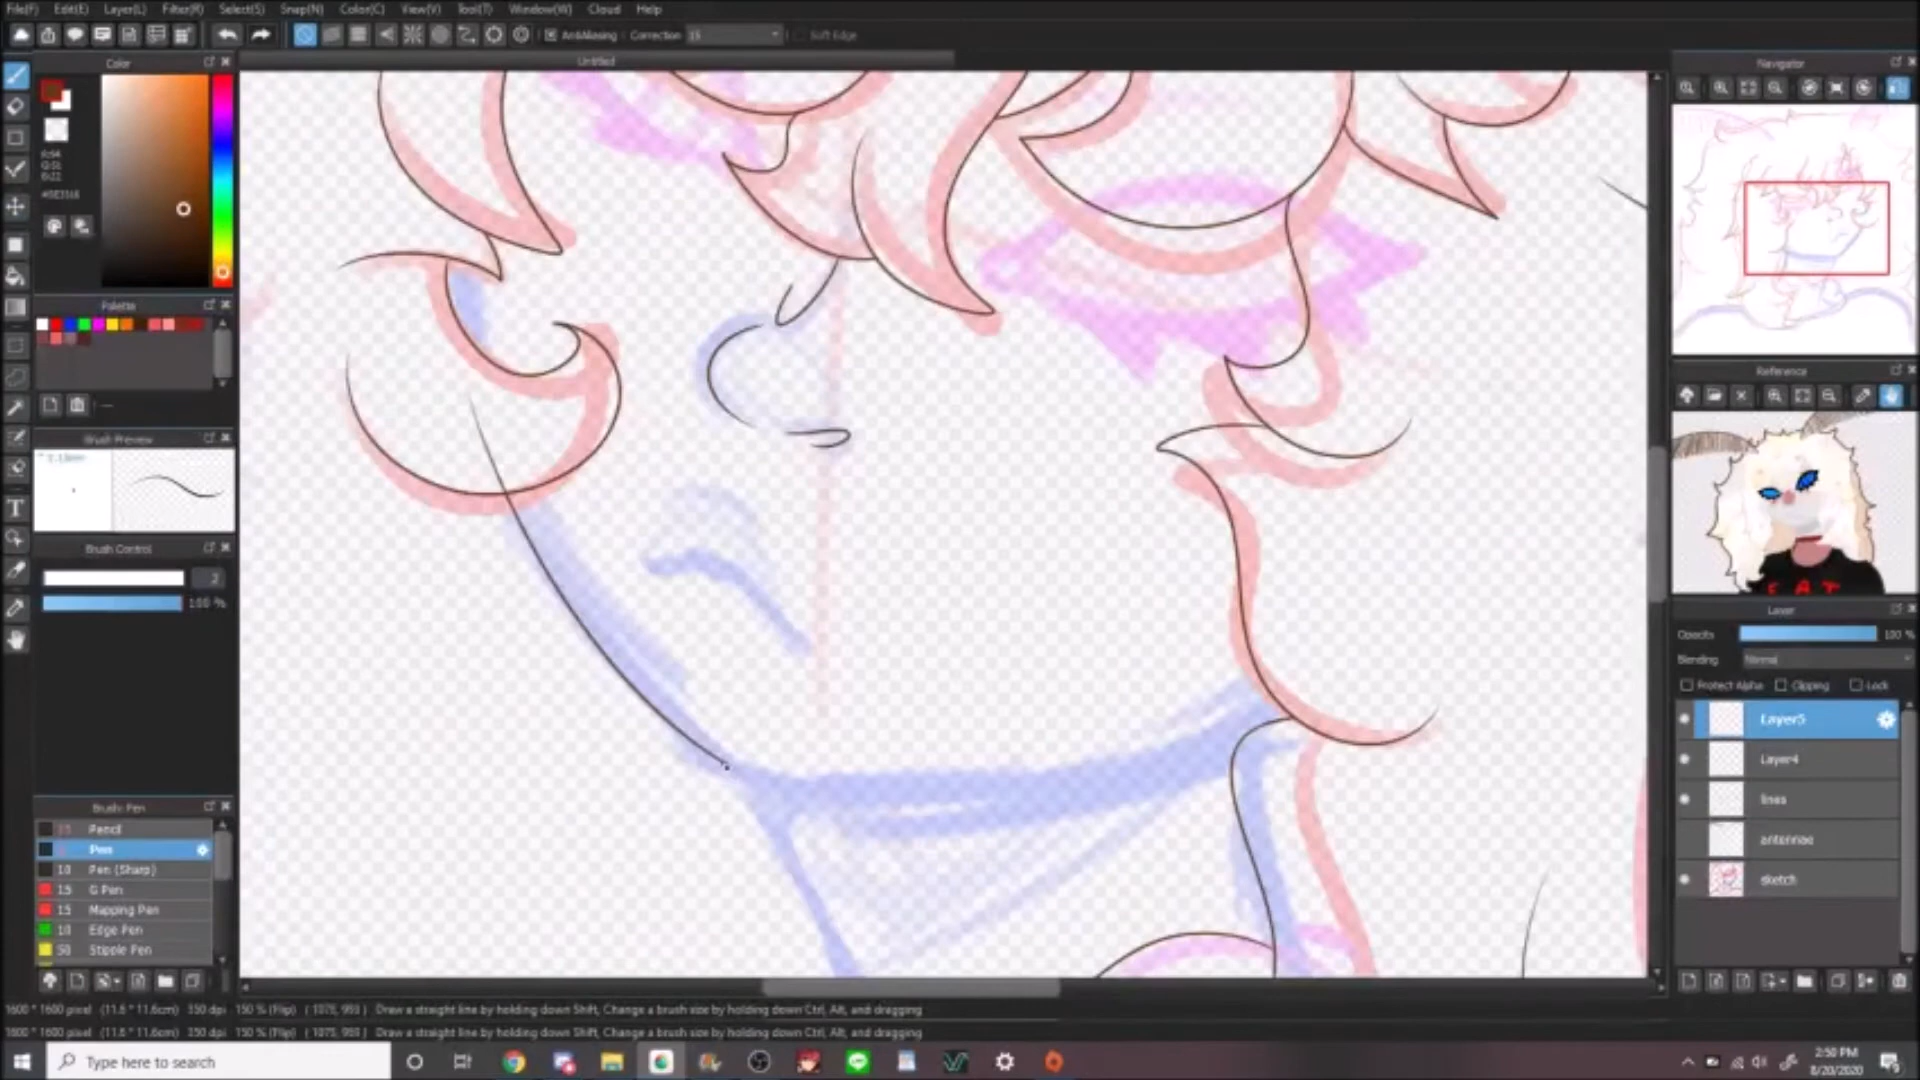 File(F) Edit(E) Layer(L) Filter(R) Select(S) Snap(N) Color(C) View(V) Tool(T) Window(W) Cloud Help
AntiAliasing Correction 15 Soft Edge
Untitled
Color
Palette
Brush Preview
Brush Control
2
100 %
Brush: Pen
15 Pencil
Pen
10 Pen (Sharp)
15 G Pen
15 Mapping Pen
10 Edge Pen
50 Stipple Pen
Navigator
Reference
EAT
Layer
Opacity 100 %
Blending Normal
Protect Alpha Clipping Lock
Layer5
Layer4
lines
antennae
sketch
1600 * 1600 pixel (11.6 * 11.6cm) 350 dpi 150 % (Flip) ( 1075, 993 ) Draw a straight line by holding down Shift, Change a brush size by holding down Ctrl, Alt, and dragging
1600 * 1600 pixel (11.6 * 11.6cm) 350 dpi 150 % (Flip) ( 1075, 993 ) Draw a straight line by holding down Shift, Change a brush size by holding down Ctrl, Alt, and dragging
Type here to search
2:50 PM
8/20/2020